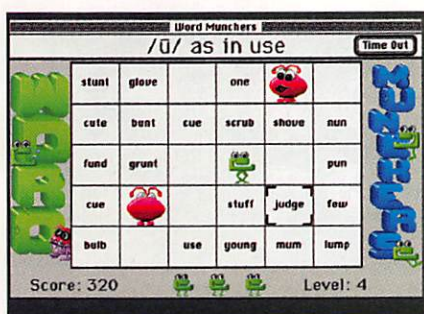 Word Munchers
/ū/ as in use
Time Out
WORD
MUNCHERS
stunt glove one
cute bunt cue scrub shove nun
fund grunt pun
cue stuff judge few
bulb use young mum lump
Score: 320 Level: 4